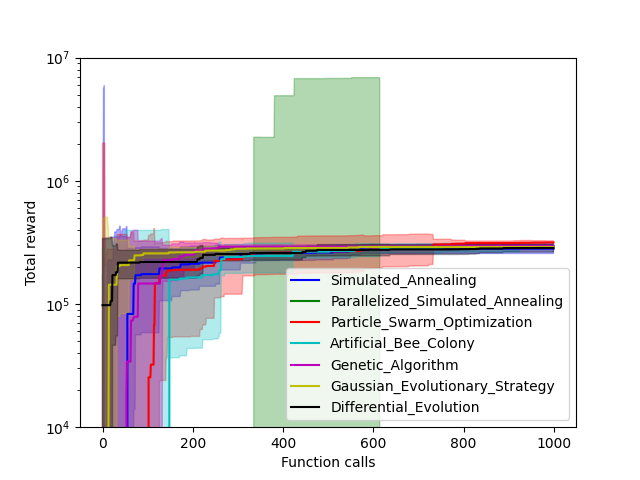 10^7
10^6
10^5
10^4
Total reward
0 200 400 600 800 1000
Function calls
Simulated_Annealing
Parallelized_Simulated_Annealing
Particle_Swarm_Optimization
Artificial_Bee_Colony
Genetic_Algorithm
Gaussian_Evolutionary_Strategy
Differential_Evolution